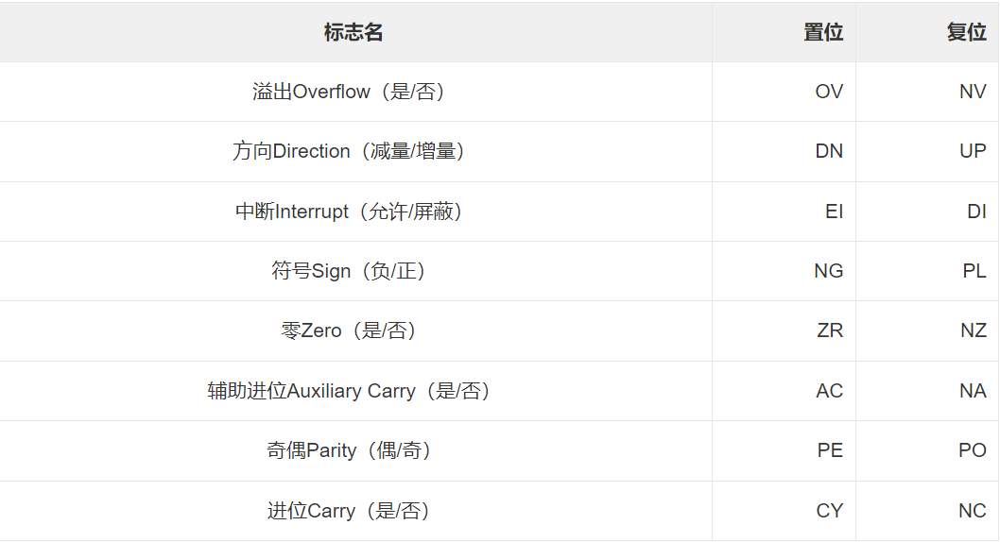 标志名 置位 复位
溢出Overflow（是/否） OV NV
方向Direction（减量/增量） DN UP
中断Interrupt（允许/屏蔽） EI DI
符号Sign（负/正） NG PL
零Zero（是/否） ZR NZ
辅助进位Auxiliary Carry（是/否） AC NA
奇偶Parity（偶/奇） PE PO
进位Carry（是/否） CY NC